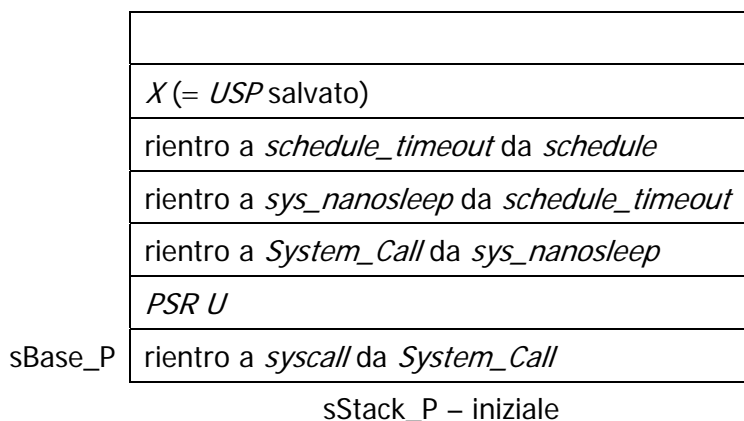 X (= USP salvato)
rientro a schedule_timeout da schedule
rientro a sys_nanosleep da schedule_timeout
rientro a System_Call da sys_nanosleep
PSR U
sBase_P rientro a syscall da System_Call
sStack_P – iniziale